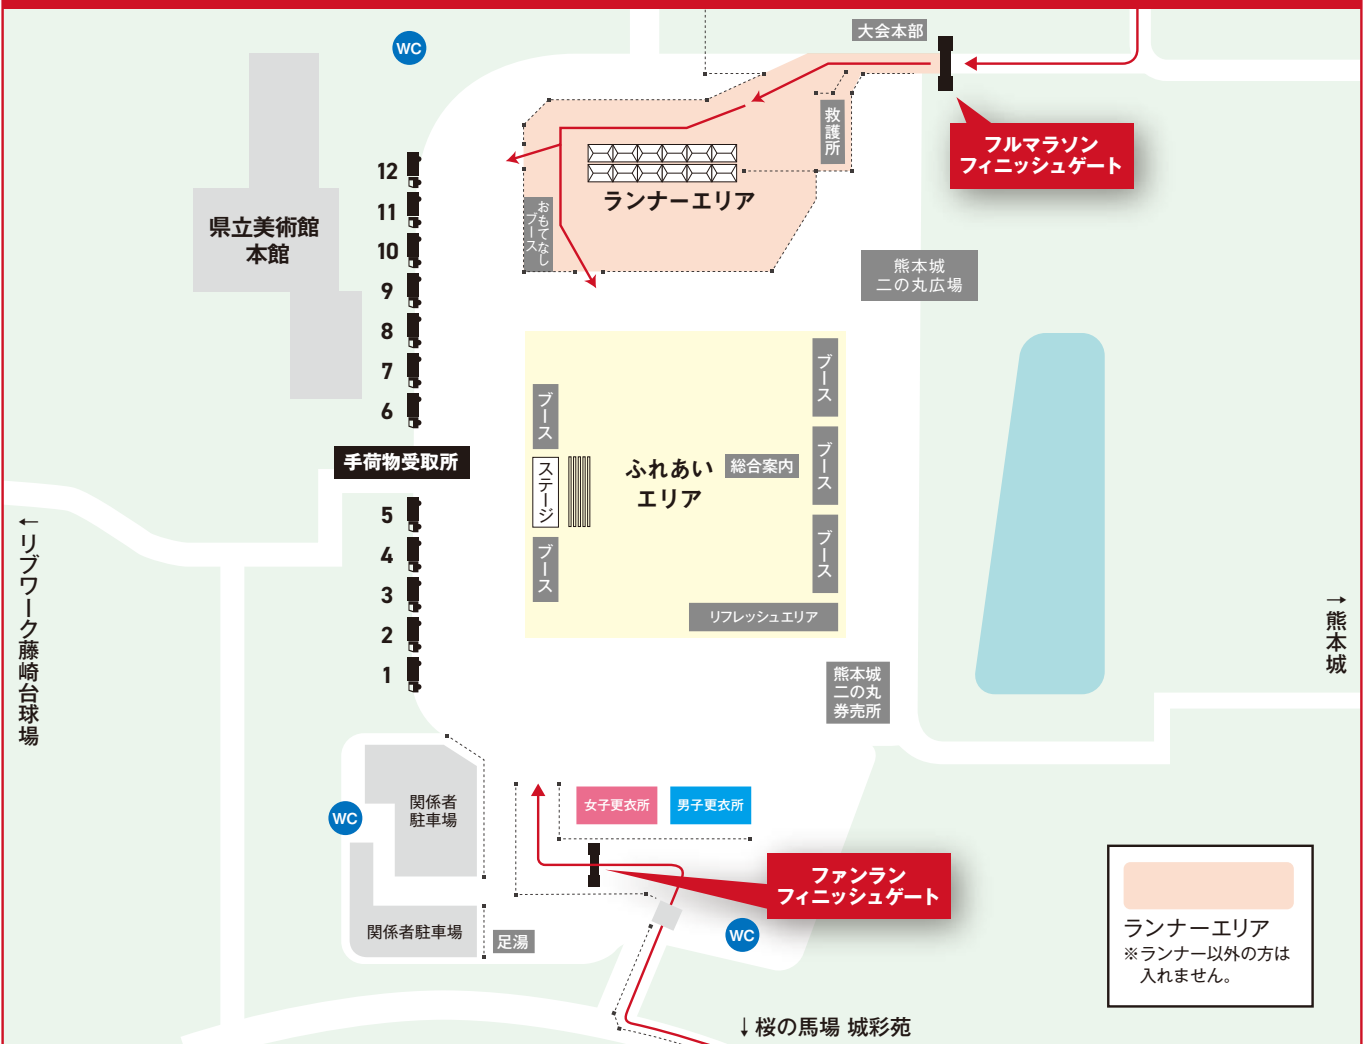 WC
大会本部
フルマラソン
フィニッシュゲート
救護所
ランナーエリア
おもてなし
ブース
県立美術館
本館
12
11
10
9
8
7
6
手荷物受取所
5
4
3
2
1
熊本城
二の丸広場
ブース
ステージ
ブース
ふれあい
エリア
総合案内
ブース
ブース
ブース
リフレッシュエリア
←リブワーク藤崎台球場
→熊本城
熊本城
二の丸
券売所
関係者
駐車場
WC
関係者駐車場
足湯
女子更衣所
男子更衣所
ファンラン
フィニッシュゲート
WC
ランナーエリア
※ランナー以外の方は
入れません。
↓桜の馬場 城彩苑